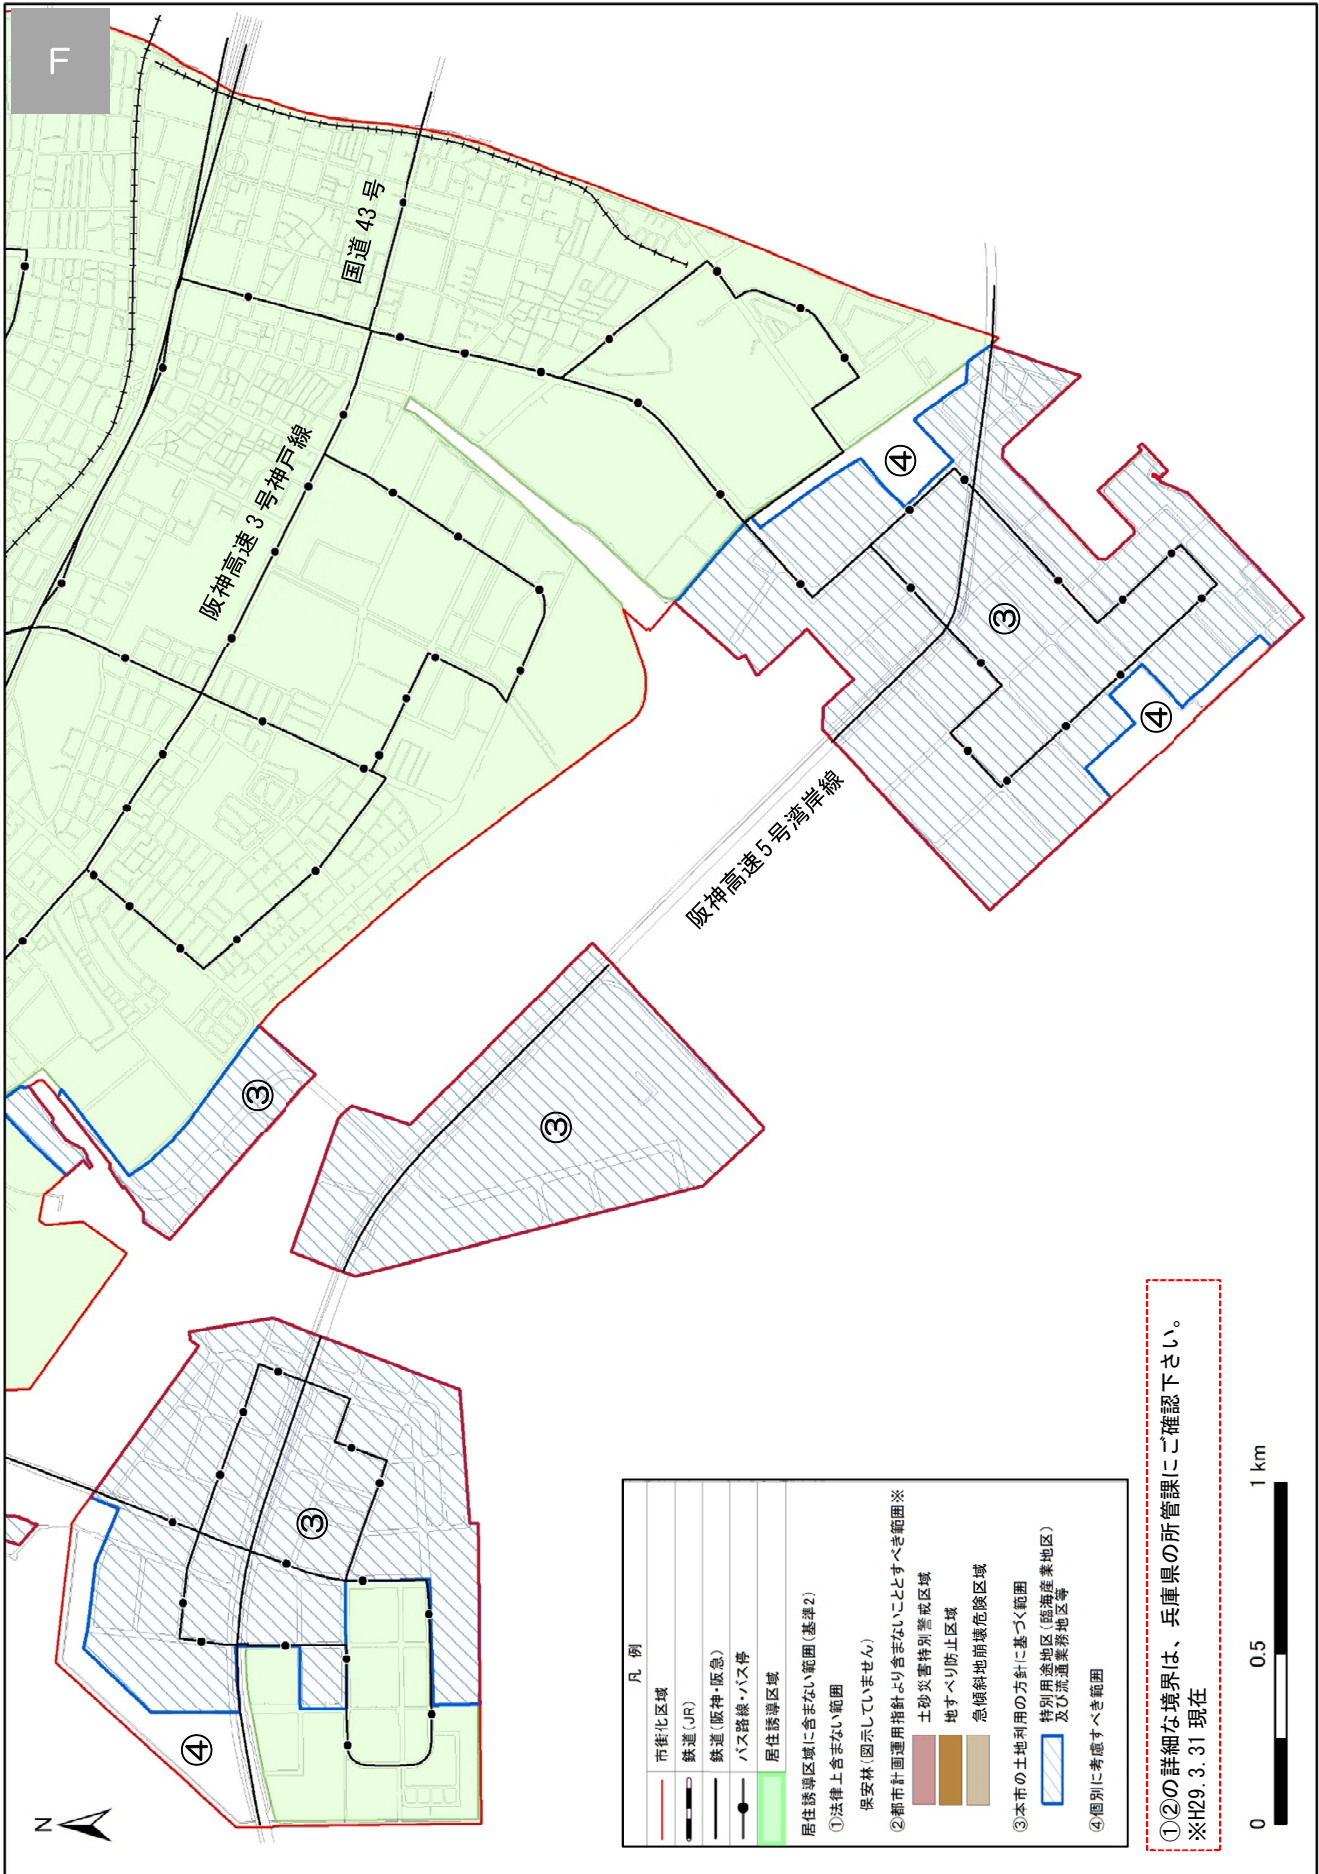 F
国道43号
阪神高速3号神戸線
阪神高速5号湾岸線
④
③
④
③
③
③
④
N
凡 例
市街化区域
鉄道(JR)
鉄道(阪神・阪急)
バス路線・バス停
居住誘導区域
居住誘導区域に含まない範囲(基準2)
①法律上含まない範囲
保安林(図示していません)
②都市計画運用指針より含まないこととすべき範囲※
土砂災害特別警戒区域
地すべり防止区域
急傾斜地崩壊危険区域
③本市の土地利用の方針に基づく範囲
特別用途地区(臨海産業地区)
及び流通業務地区等
④個別に考慮すべき範囲
①②の詳細な境界は、兵庫県の所管課にご確認下さい。
※H29.3.31 現在
0 0.5 1 km